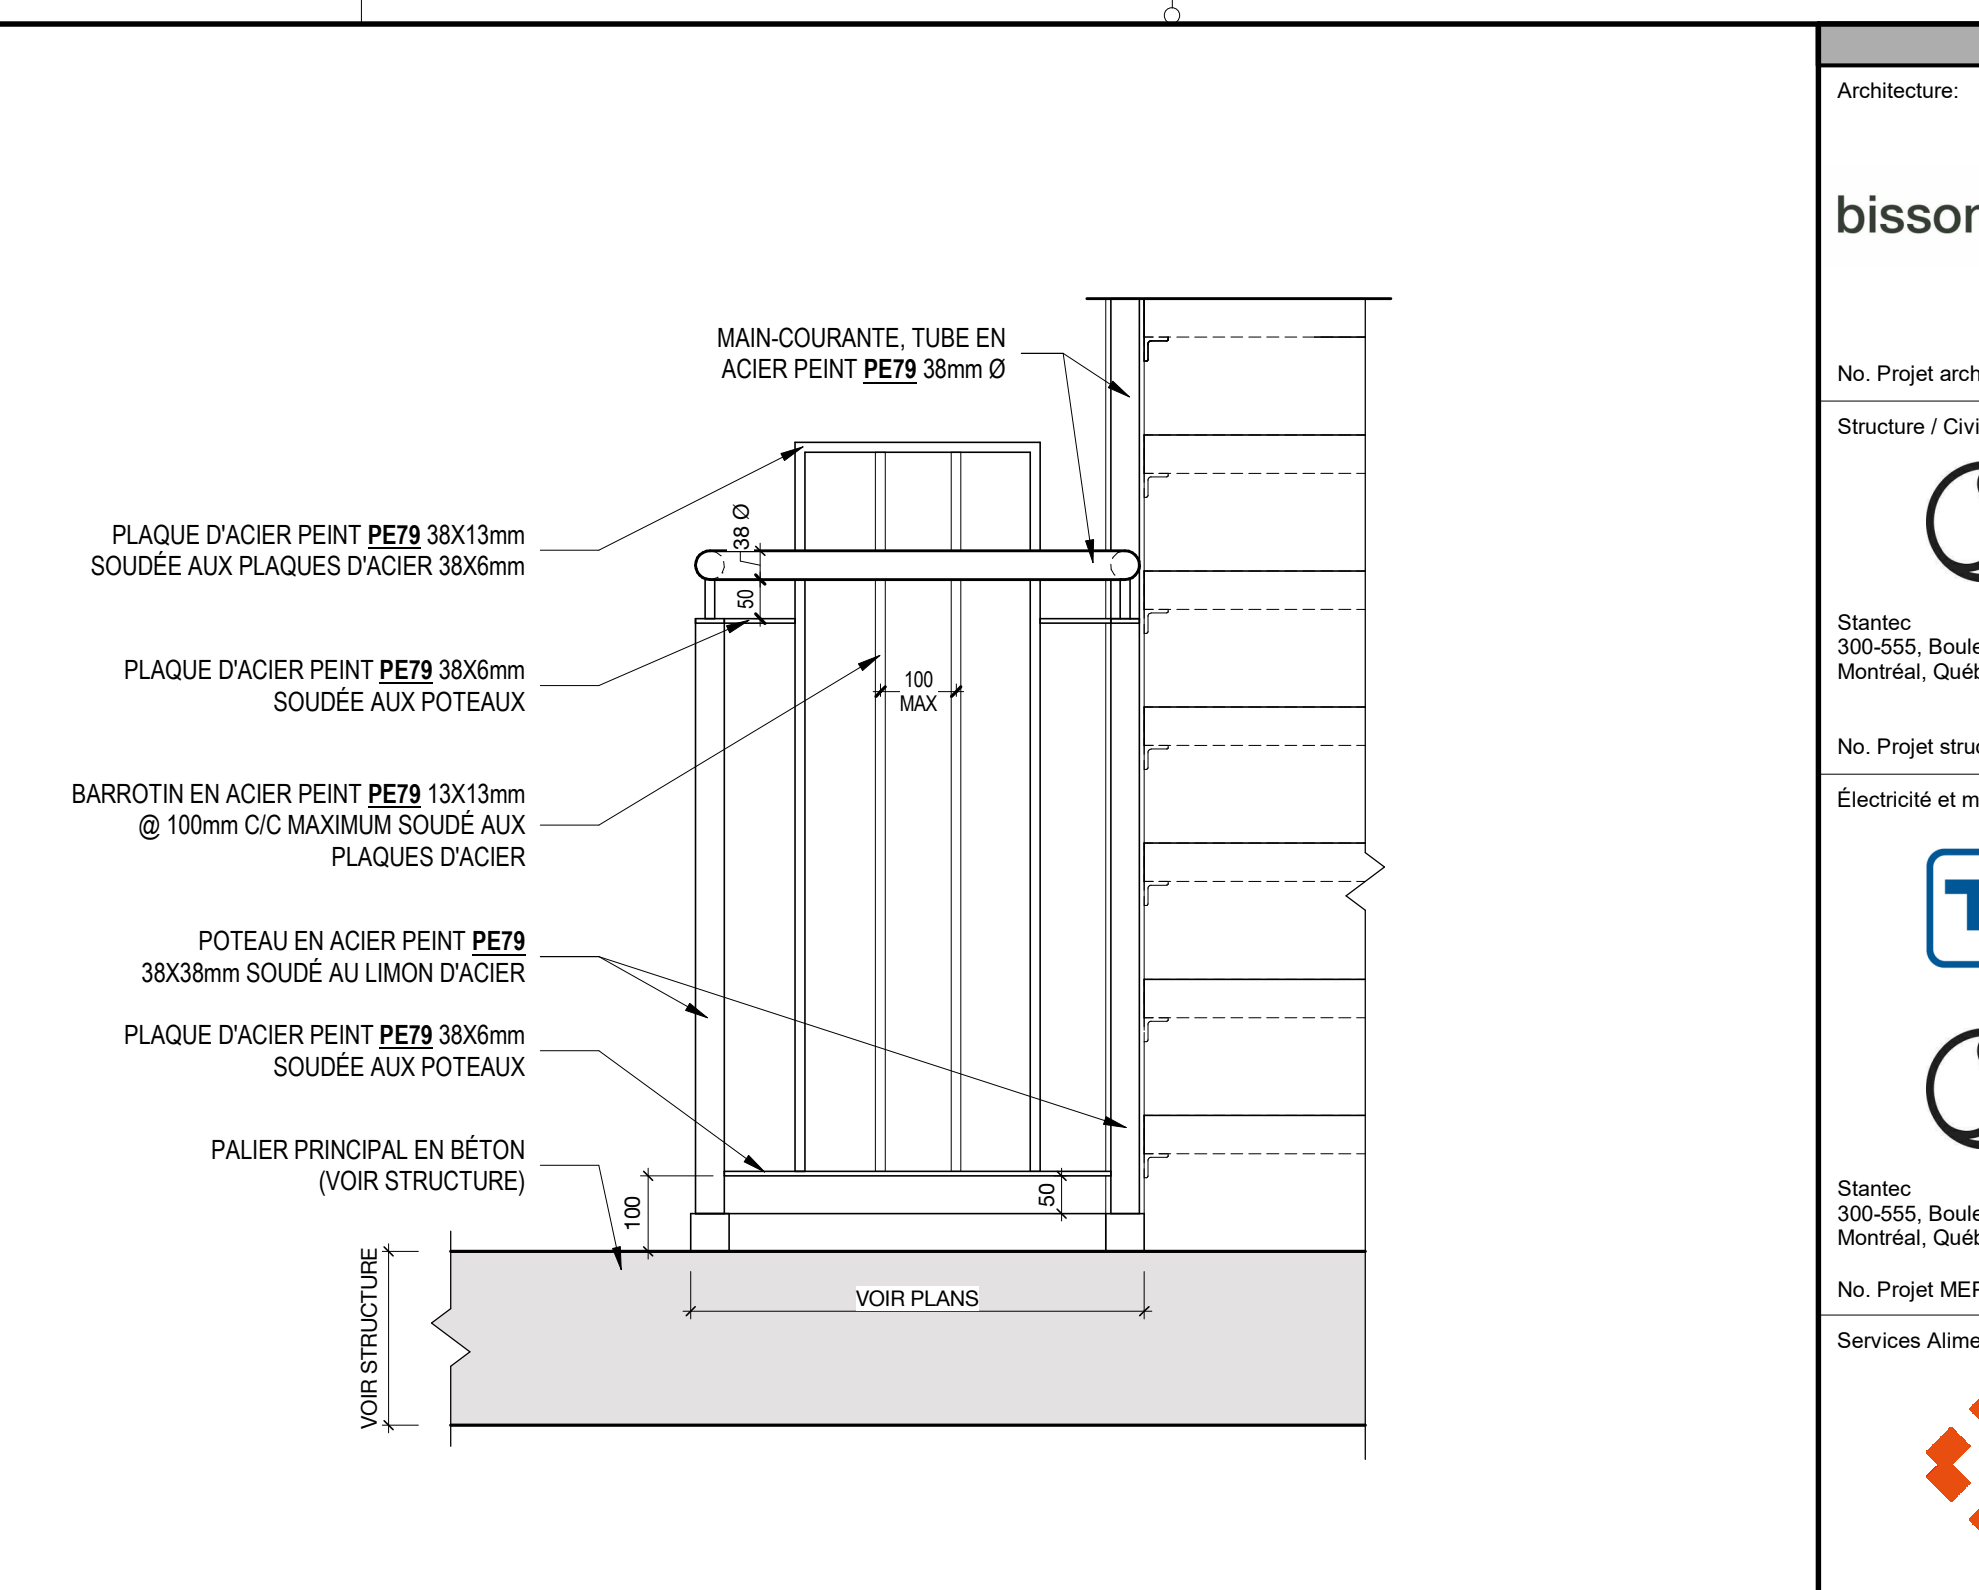 MAIN-COURANTE, TUBE EN
ACIER PEINT PE79 38mm Ø
PLAQUE D'ACIER PEINT PE79 38X13mm
SOUDÉE AUX PLAQUES D'ACIER 38X6mm
38 Ø
50
PLAQUE D'ACIER PEINT PE79 38X6mm
SOUDÉE AUX POTEAUX
100
MAX
BARROTIN EN ACIER PEINT PE79 13X13mm
@ 100mm C/C MAXIMUM SOUDÉ AUX
PLAQUES D'ACIER
POTEAU EN ACIER PEINT PE79
38X38mm SOUDÉ AU LIMON D'ACIER
PLAQUE D'ACIER PEINT PE79 38X6mm
SOUDÉE AUX POTEAUX
PALIER PRINCIPAL EN BÉTON
(VOIR STRUCTURE)
100
50
VOIR STRUCTURE
VOIR PLANS
Architecture:
bisson
No. Projet arch
Structure / Civi
Stantec
300-555, Boule
Montréal, Québ
No. Projet struc
Électricité et m
Stantec
300-555, Boule
Montréal, Québ
No. Projet MEP
Services Alime